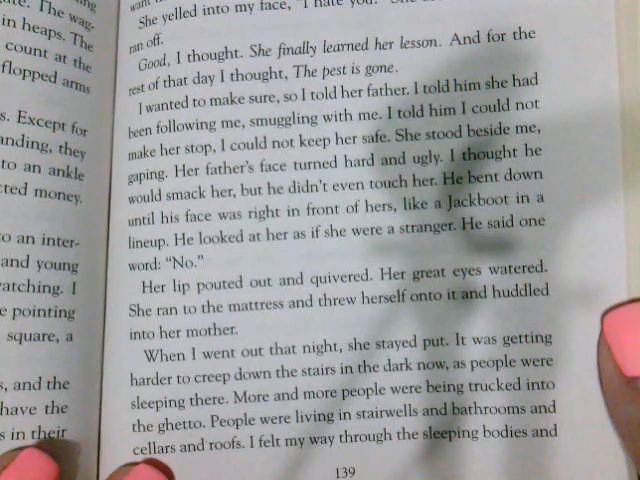 ute. The wag-
in heaps. The
count at the
flopped arms
s. Except for
anding, they
to an ankle
cted money.
to an inter-
and young
vatching. I
e pointing
square, a
s, and the
have the
s in their
She yelled into my face, "I hate you."
ran off.
Good, I thought. She finally learned her lesson. And for the
rest of that day I thought, The pest is gone.
I wanted to make sure, so I told her father. I told him she had
been following me, smuggling with me. I told him I could not
make her stop, I could not keep her safe. She stood beside me,
gaping. Her father's face turned hard and ugly. I thought he
would smack her, but he didn't even touch her. He bent down
until his face was right in front of hers, like a Jackboot in a
lineup. He looked at her as if she were a stranger. He said one
word: "No."
Her lip pouted out and quivered. Her great eyes watered.
She ran to the mattress and threw herself onto it and huddled
into her mother.
When I went out that night, she stayed put. It was getting
harder to creep down the stairs in the dark now, as people were
sleeping there. More and more people were being trucked into
the ghetto. People were living in stairwells and bathrooms and
cellars and roofs. I felt my way through the sleeping bodies and
139